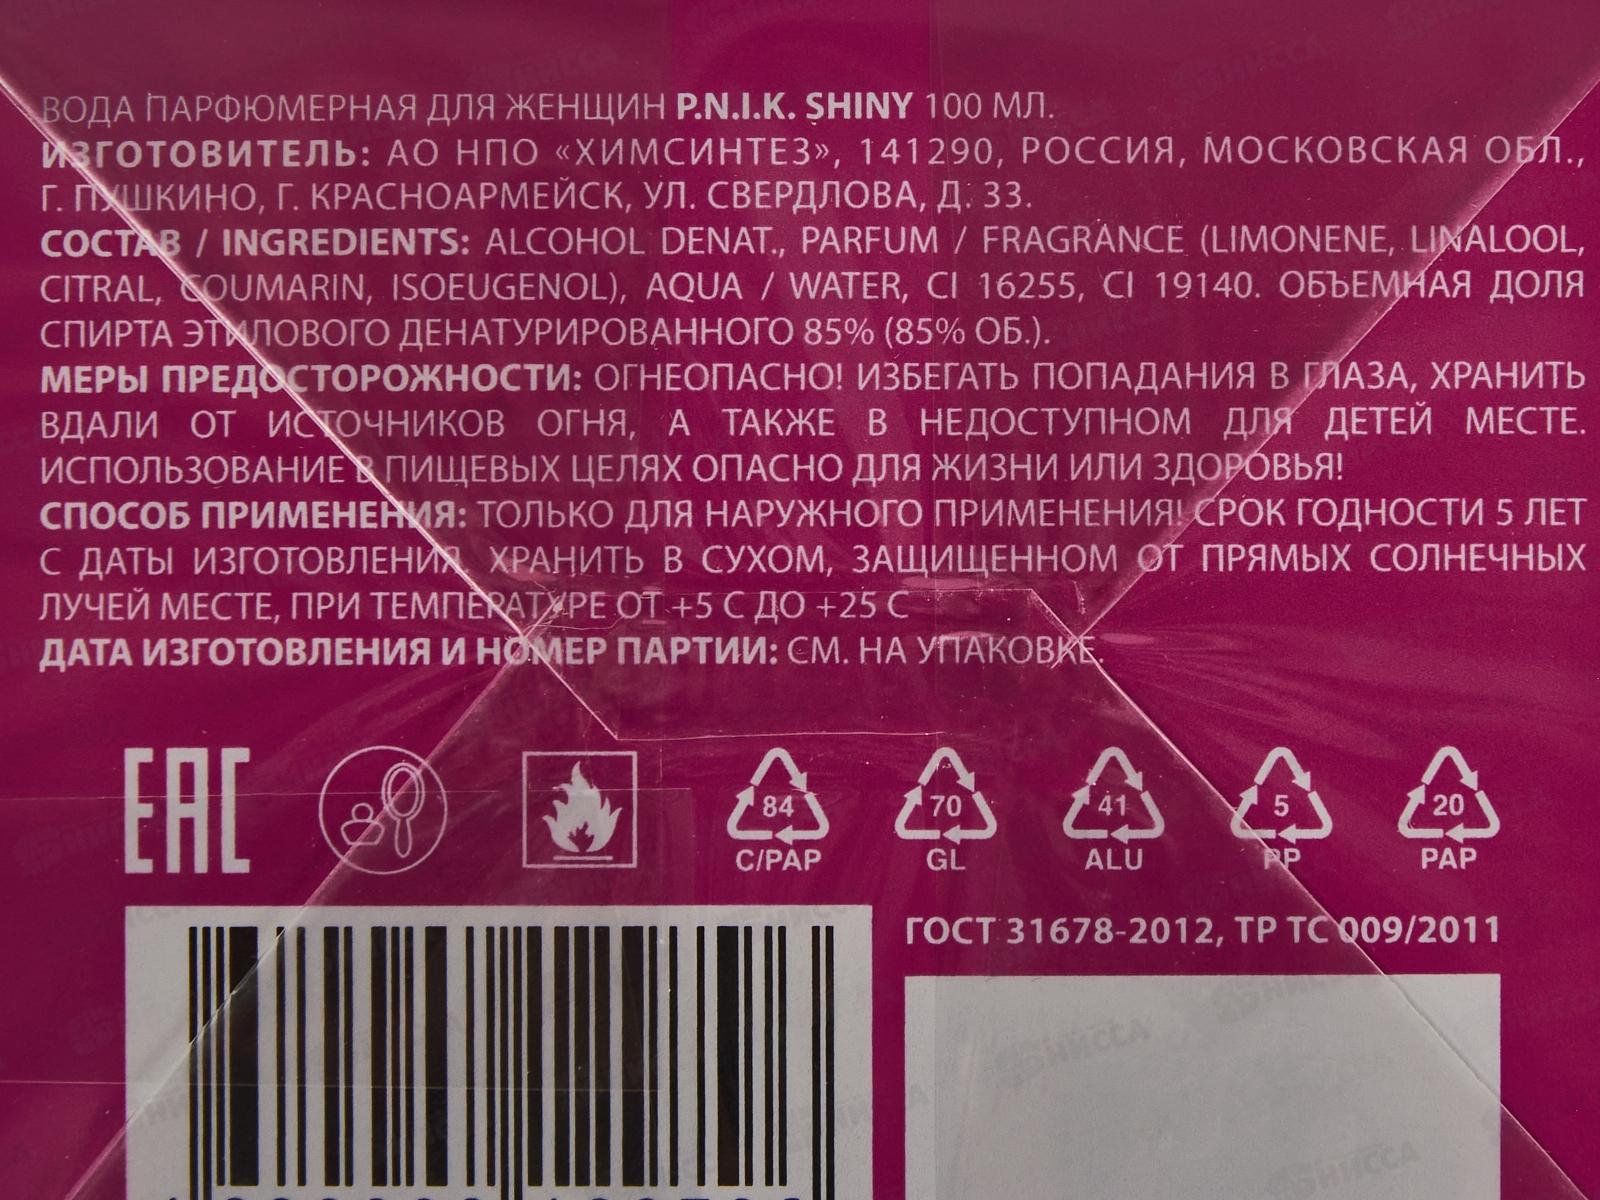 ВОДА ПАРФЮМЕРНАЯ ДЛЯ ЖЕНЩИН P.N.I.K. SHINY 100 МЛ.
ИЗГОТОВИТЕЛЬ: АО НПО «ХИМСИНТЕЗ», 141290, РОССИЯ, МОСКОВСКАЯ ОБЛ.,
Г. ПУШКИНО, Г. КРАСНОАРМЕЙСК, УЛ. СВЕРДЛОВА, Д. 33.
СОСТАВ / INGREDIENTS: ALCOHOL DENAT., PARFUM / FRAGRANCE (LIMONENE, LINALOOL,
CITRAL, COUMARIN, ISOEUGENOL), AQUA / WATER, CI 16255, CI 19140. ОБЪЕМНАЯ ДОЛЯ
СПИРТА ЭТИЛОВОГО ДЕНАТУРИРОВАННОГО 85% (85% ОБ.).
МЕРЫ ПРЕДОСТОРОЖНОСТИ: ОГНЕОПАСНО! ИЗБЕГАТЬ ПОПАДАНИЯ В ГЛАЗА, ХРАНИТЬ
ВДАЛИ ОТ ИСТОЧНИКОВ ОГНЯ, А ТАКЖЕ В НЕДОСТУПНОМ ДЛЯ ДЕТЕЙ МЕСТЕ.
ИСПОЛЬЗОВАНИЕ В ПИЩЕВЫХ ЦЕЛЯХ ОПАСНО ДЛЯ ЖИЗНИ ИЛИ ЗДОРОВЬЯ!
СПОСОБ ПРИМЕНЕНИЯ: ТОЛЬКО ДЛЯ НАРУЖНОГО ПРИМЕНЕНИЯ! СРОК ГОДНОСТИ 5 ЛЕТ
С ДАТЫ ИЗГОТОВЛЕНИЯ. ХРАНИТЬ В СУХОМ, ЗАЩИЩЕННОМ ОТ ПРЯМЫХ СОЛНЕЧНЫХ
ЛУЧЕЙ МЕСТЕ, ПРИ ТЕМПЕРАТУРЕ ОТ +5 С ДО +25 С
ДАТА ИЗГОТОВЛЕНИЯ И НОМЕР ПАРТИИ: СМ. НА УПАКОВКЕ.
EAC
84 70 41 5 20
C/PAP GL ALU PP PAP
ГОСТ 31678-2012, ТР ТС 009/2011